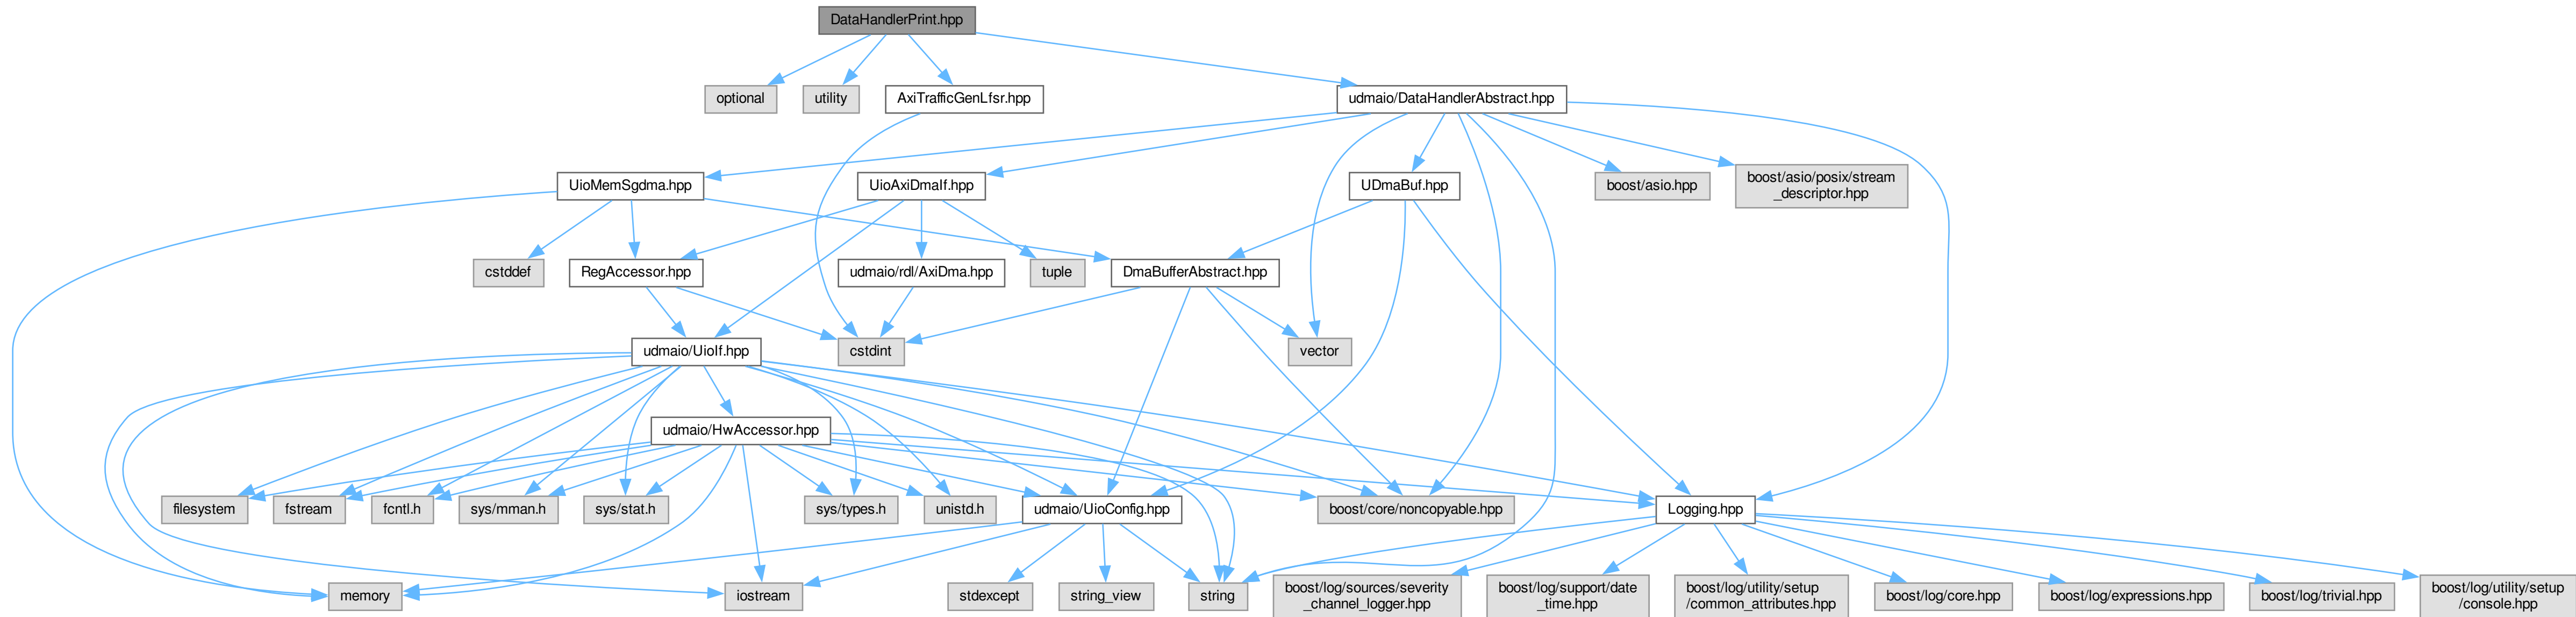 DataHandlerPrint.hpp
optional
utility
AxiTrafficGenLfsr.hpp
udmaio/DataHandlerAbstract.hpp
UioMemSgdma.hpp
UioAxiDmaIf.hpp
UDmaBuf.hpp
boost/asio.hpp
boost/asio/posix/stream
_descriptor.hpp
cstddef
RegAccessor.hpp
udmaio/rdl/AxiDma.hpp
tuple
DmaBufferAbstract.hpp
udmaio/UioIf.hpp
cstdint
vector
udmaio/HwAccessor.hpp
filesystem
fstream
fcntl.h
sys/mman.h
sys/stat.h
sys/types.h
unistd.h
udmaio/UioConfig.hpp
boost/core/noncopyable.hpp
Logging.hpp
memory
iostream
stdexcept
string_view
string
boost/log/sources/severity
_channel_logger.hpp
boost/log/support/date
_time.hpp
boost/log/utility/setup
/common_attributes.hpp
boost/log/core.hpp
boost/log/expressions.hpp
boost/log/trivial.hpp
boost/log/utility/setup
/console.hpp